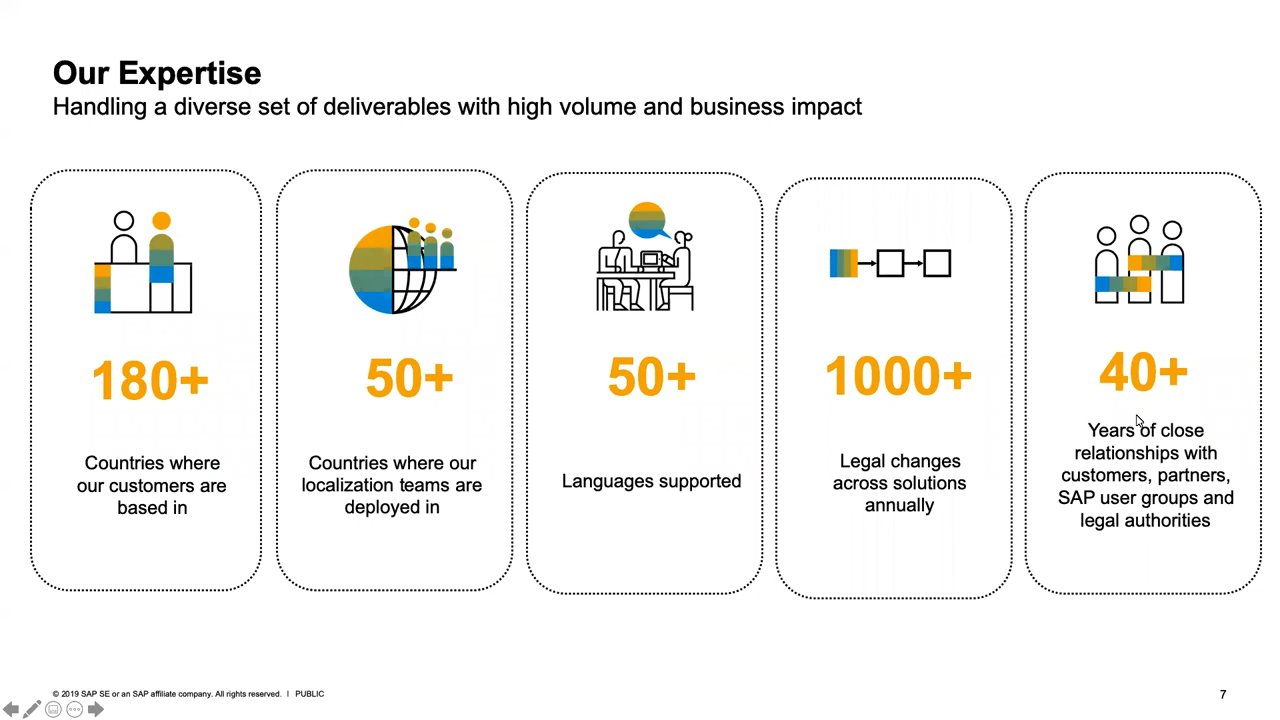 Our Expertise
Handling a diverse set of deliverables with high volume and business impact
180+
Countries where
our customers are
based in
50+
Countries where our
localization teams are
deployed in
50+
Languages supported
1000+
Legal changes
across solutions
annually
40+
Years of close
relationships with
customers, partners,
SAP user groups and
legal authorities
© 2019 SAP SE or an SAP affiliate company. All rights reserved. | PUBLIC
7